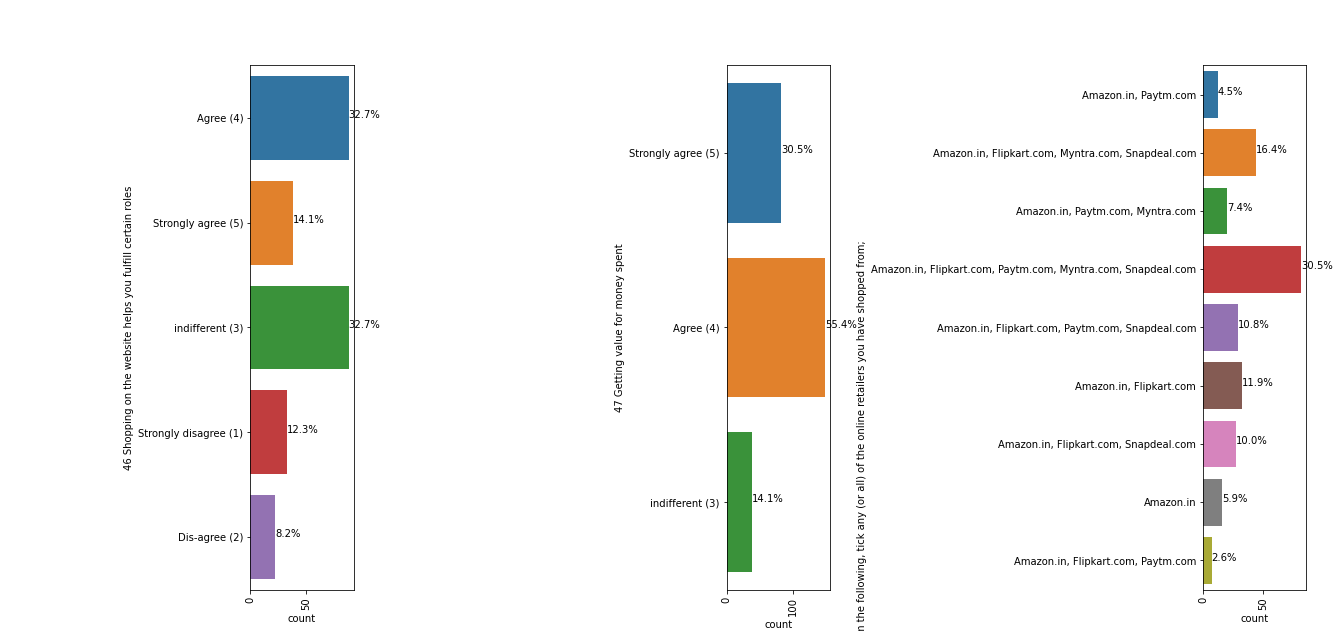 46 Shopping on the website helps you fulfill certain roles
Agree (4)
32.7%
Strongly agree (5)
14.1%
indifferent (3)
32.7%
Strongly disagree (1)
12.3%
Dis-agree (2)
8.2%
0
50
count
47 Getting value for money spent
Strongly agree (5)
30.5%
Agree (4)
55.4%
indifferent (3)
14.1%
0
100
count
n the following, tick any (or all) of the online retailers you have shopped from;
Amazon.in, Paytm.com
4.5%
Amazon.in, Flipkart.com, Myntra.com, Snapdeal.com
16.4%
Amazon.in, Paytm.com, Myntra.com
7.4%
Amazon.in, Flipkart.com, Paytm.com, Myntra.com, Snapdeal.com
30.5%
Amazon.in, Flipkart.com, Paytm.com, Snapdeal.com
10.8%
Amazon.in, Flipkart.com
11.9%
Amazon.in, Flipkart.com, Snapdeal.com
10.0%
Amazon.in
5.9%
Amazon.in, Flipkart.com, Paytm.com
2.6%
0
50
count